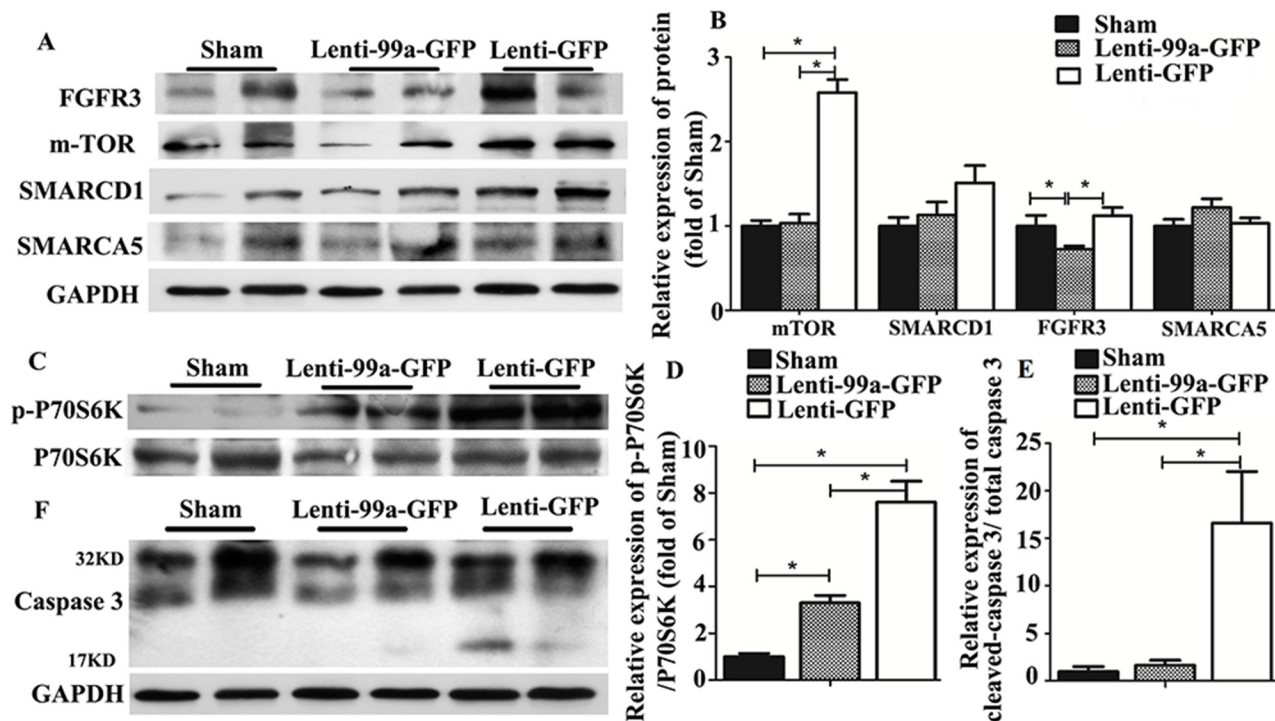 A
Sham Lenti-99a-GFP Lenti-GFP
FGFR3
m-TOR
SMARCD1
SMARCA5
GAPDH
B
Sham
Lenti-99a-GFP
Lenti-GFP
Relative expression of protein
(fold of Sham)
3
2
1
0
* * * *
mTOR SMARCD1 FGFR3 SMARCA5
C
Sham Lenti-99a-GFP Lenti-GFP
p-P70S6K
P70S6K
F
Sham Lenti-99a-GFP Lenti-GFP
32KD
Caspase 3
17KD
GAPDH
D
Sham
Lenti-99a-GFP
Lenti-GFP
Relative expression of p-P70S6K
/P70S6K (fold of Sham)
10
8
6
4
2
0
* * *
E
Sham
Lenti-99a-GFP
Lenti-GFP
Relative expression of
cleaved-caspase 3/ total caspase 3
25
20
15
10
5
0
* *